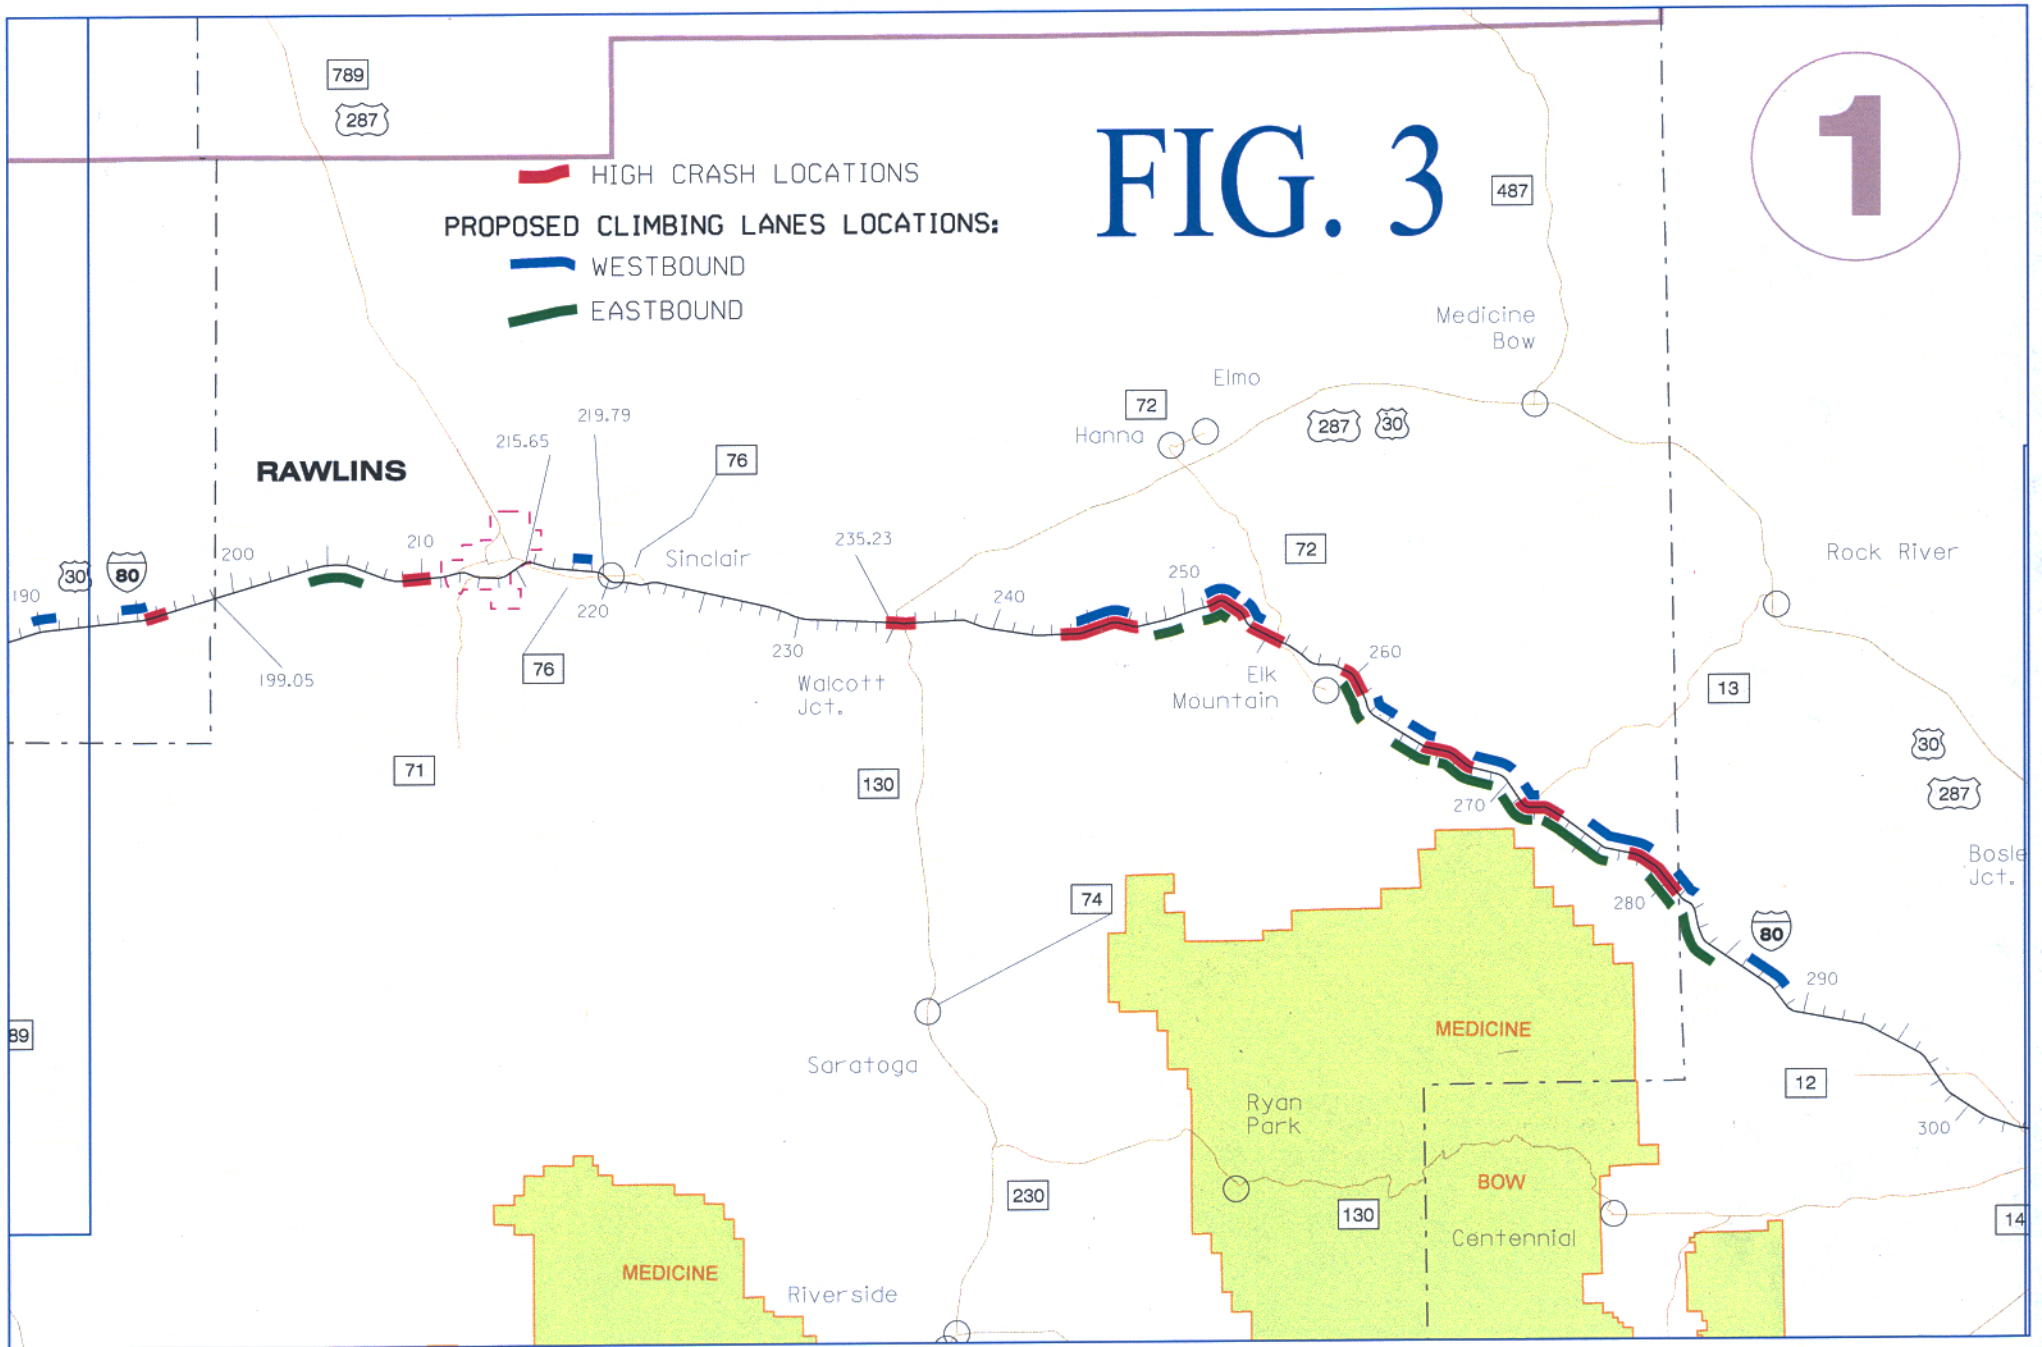 789
287
HIGH CRASH LOCATIONS
PROPOSED CLIMBING LANES LOCATIONS:
WESTBOUND
EASTBOUND
FIG. 3
1
487
Medicine
Bow
Elmo
72
Hanna
287
30
219.79
215.65
76
RAWLINS
210
200
Sinclair
235.23
72
Rock River
30
80
190
250
240
220
230
76
199.05
Walcott
Jct.
260
Elk
Mountain
13
71
130
30
287
270
Bosle
Jct.
280
74
80
290
89
MEDICINE
Saratoga
12
Ryan
Park
300
BOW
230
130
14
Centennial
MEDICINE
Riverside